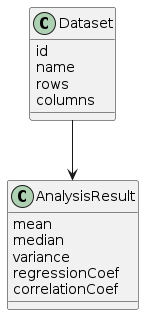 C Dataset
id
name
rows
columns
C AnalysisResult
mean
median
variance
regressionCoef
correlationCoef